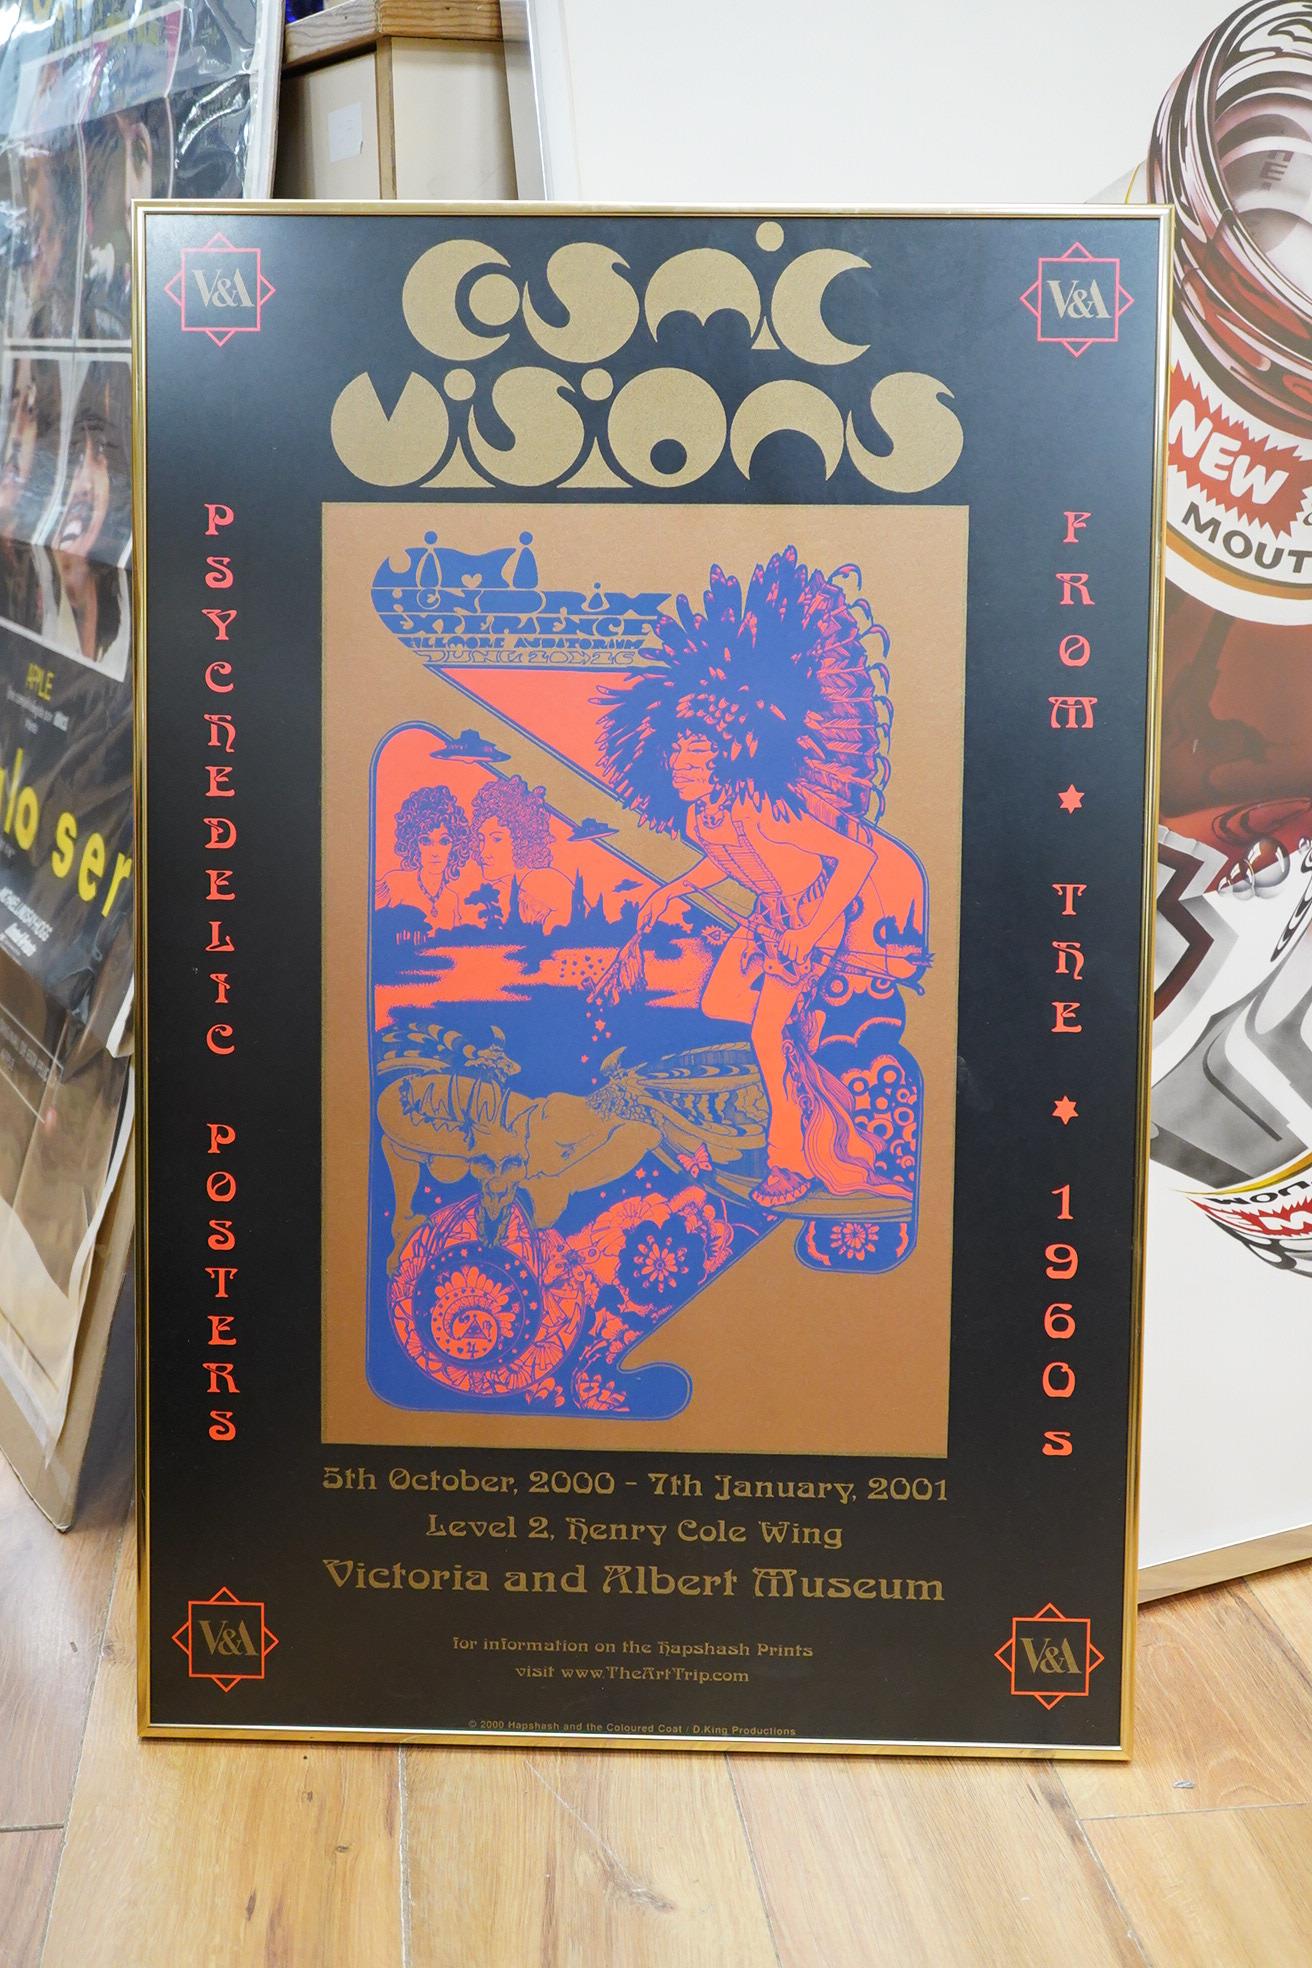 V&A
COSMIC
V&A
VISIONS
PSYCHEDELIC POSTERS
FROM THE 1960s
JIMI
HENDRIX
EXPERIENCE
FILLMORE AUDITORIUM
5th October, 2000 - 7th January, 2001
Level 2, Henry Cole Wing
Victoria and Albert Museum
V&A
V&A
for information on the Hapshash Prints
visit www.TheArtTrip.com
© 2000 Hapshash and the Coloured Coat / D.King Productions
APPLE
lo ser
NEW
MOUT